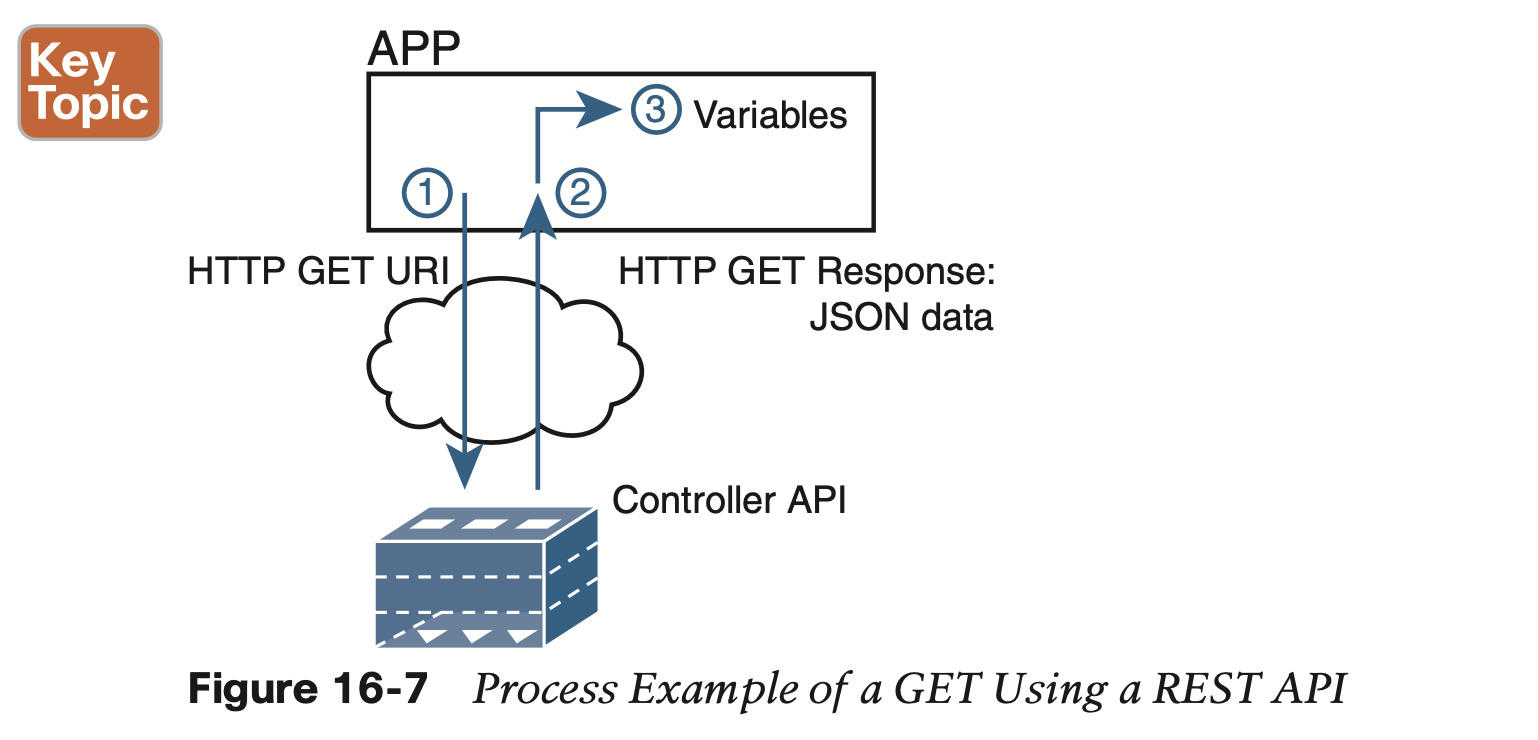 Key
Topic
APP
3 Variables
1
2
HTTP GET URI
HTTP GET Response:
JSON data
Controller API
Figure 16-7 Process Example of a GET Using a REST API